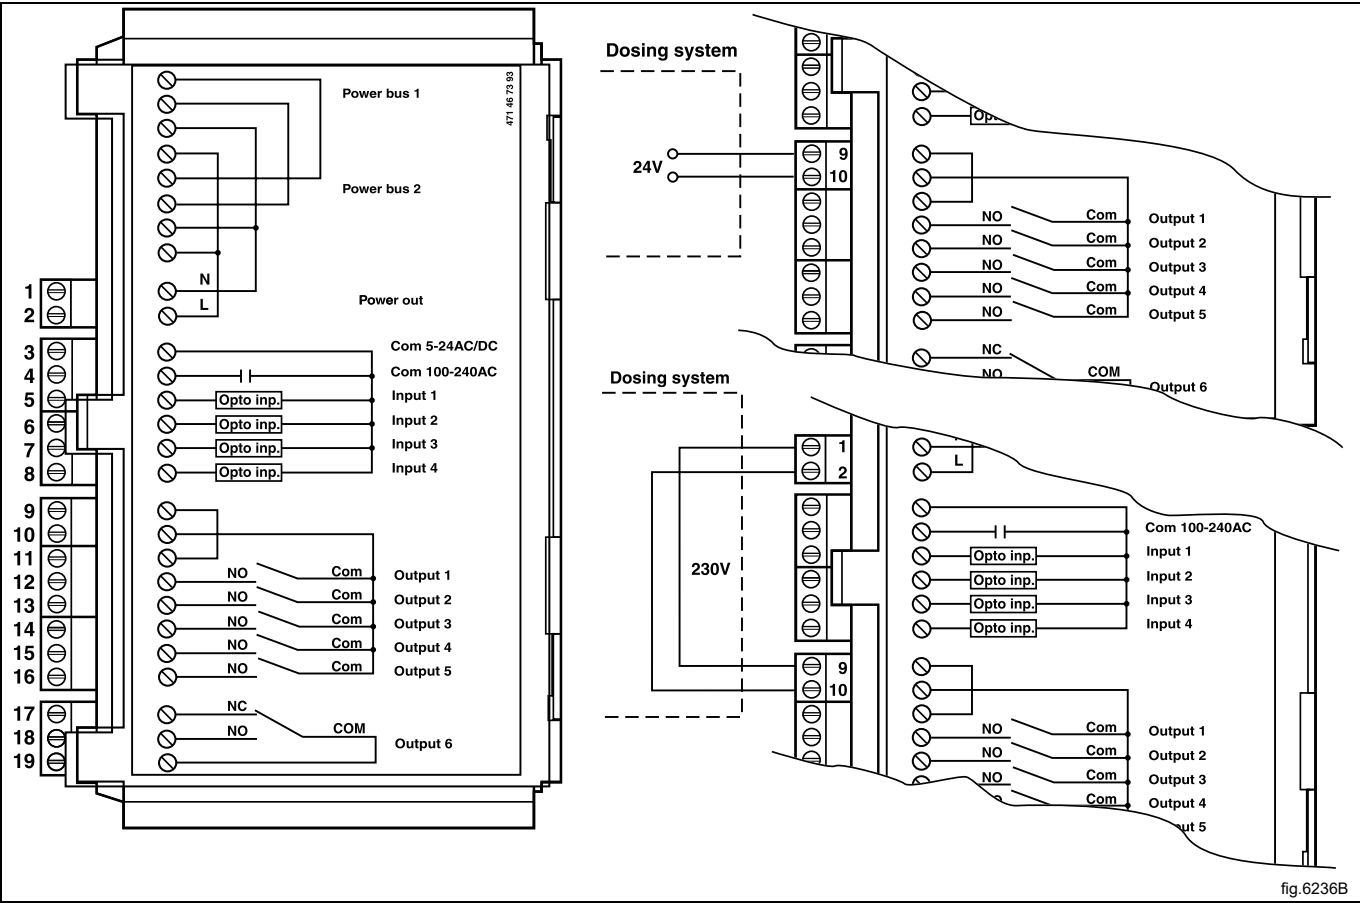 471 46 73 93
Power bus 1
Power bus 2
N
L
Power out
1
2
3
4
5
6
7
8
9
10
11
12
13
14
15
16
17
18
19
Com 5-24AC/DC
Com 100-240AC
Opto inp. Input 1
Opto inp. Input 2
Opto inp. Input 3
Opto inp. Input 4
NO Com Output 1
NO Com Output 2
NO Com Output 3
NO Com Output 4
NO Com Output 5
NC
NO COM Output 6
Dosing system
24V
9
10
NO Com Output 1
NO Com Output 2
NO Com Output 3
NO Com Output 4
NO Com Output 5
NC
NO COM Output 6
Dosing system
230V
1
2
L
Com 100-240AC
Opto inp. Input 1
Opto inp. Input 2
Opto inp. Input 3
Opto inp. Input 4
9
10
NO Com Output 1
NO Com Output 2
NO Com Output 3
Com Output 4
ut 5
fig.6236B